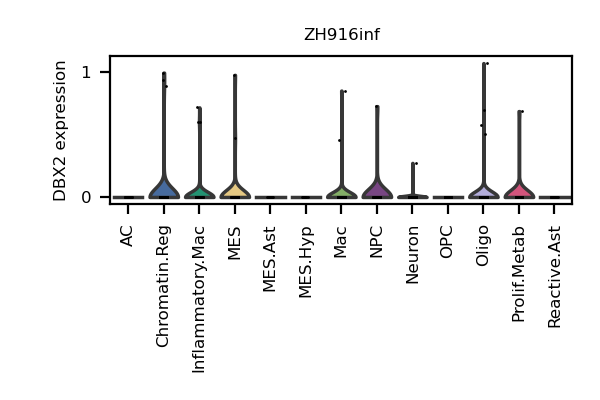 ZH916inf
DBX2 expression
1
0
AC
Chromatin.Reg
Inflammatory.Mac
MES
MES.Ast
MES.Hyp
Mac
NPC
Neuron
OPC
Oligo
Prolif.Metab
Reactive.Ast